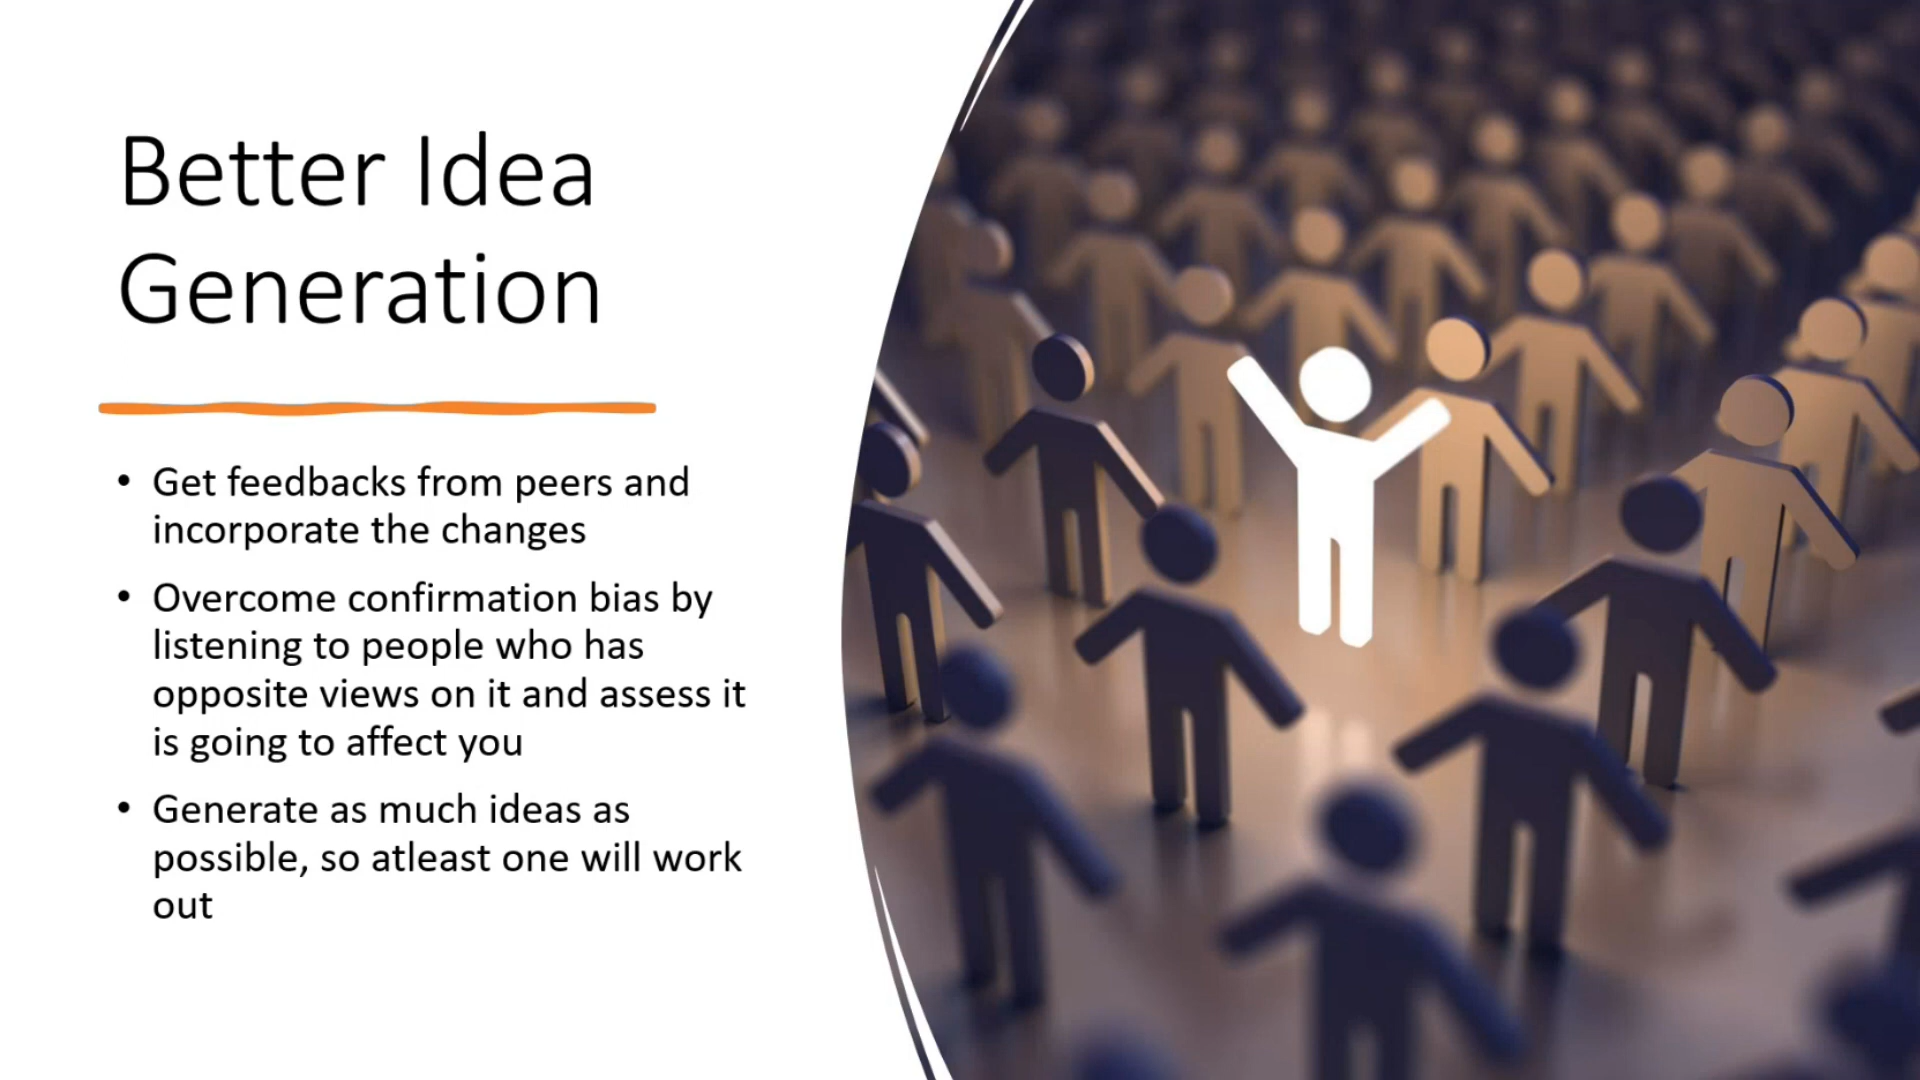 Better Idea
Generation
• Get feedbacks from peers and
incorporate the changes
• Overcome confirmation bias by
listening to people who has
opposite views on it and assess it
is going to affect you
• Generate as much ideas as
possible, so atleast one will work
out